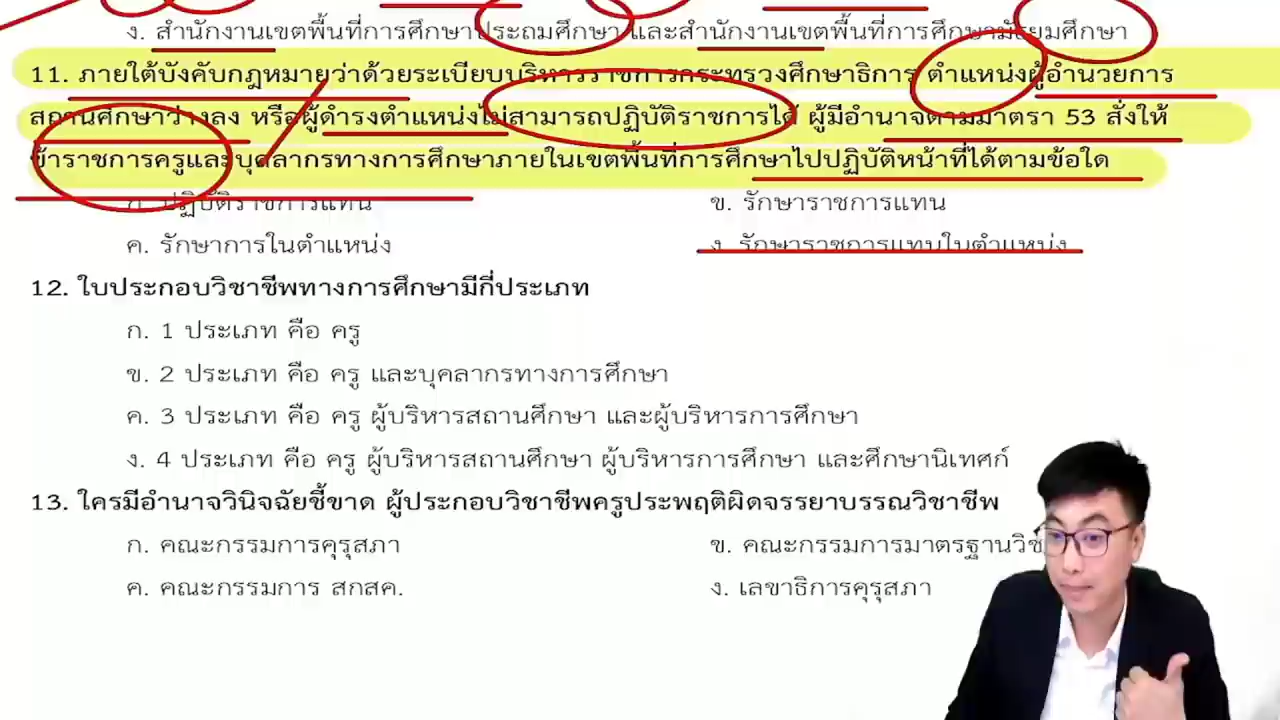 ง. สำนักงานเขตพื้นที่การศึกษาประถมศึกษา และสำนักงานเขตพื้นที่การศึกษามัธยมศึกษา
11. ภายใต้บังคับกฎหมายว่าด้วยระเบียบบริหารราชการกระทรวงศึกษาธิการ ตำแหน่งผู้อำนวยการ
สถานศึกษาว่างลง หรือผู้ดำรงตำแหน่งไม่สามารถปฏิบัติราชการได้ ผู้มีอำนาจตามมาตรา 53 สั่งให้
ข้าราชการครูและบุคลากรทางการศึกษาภายในเขตพื้นที่การศึกษาไปปฏิบัติหน้าที่ได้ตามข้อใด
ก. ปฏิบัติราชการแทน ข. รักษาราชการแทน
ค. รักษาการในตำแหน่ง ง. รักษาราชการแทนในตำแหน่ง
12. ใบประกอบวิชาชีพทางการศึกษามีกี่ประเภท
ก. 1 ประเภท คือ ครู
ข. 2 ประเภท คือ ครู และบุคลากรทางการศึกษา
ค. 3 ประเภท คือ ครู ผู้บริหารสถานศึกษา และผู้บริหารการศึกษา
ง. 4 ประเภท คือ ครู ผู้บริหารสถานศึกษา ผู้บริหารการศึกษา และศึกษานิเทศก์
13. ใครมีอำนาจวินิจฉัยชี้ขาด ผู้ประกอบวิชาชีพครูประพฤติผิดจรรยาบรรณวิชาชีพ
ก. คณะกรรมการคุรุสภา ข. คณะกรรมการมาตรฐานวิช
ค. คณะกรรมการ สกสค. ง. เลขาธิการคุรุสภา